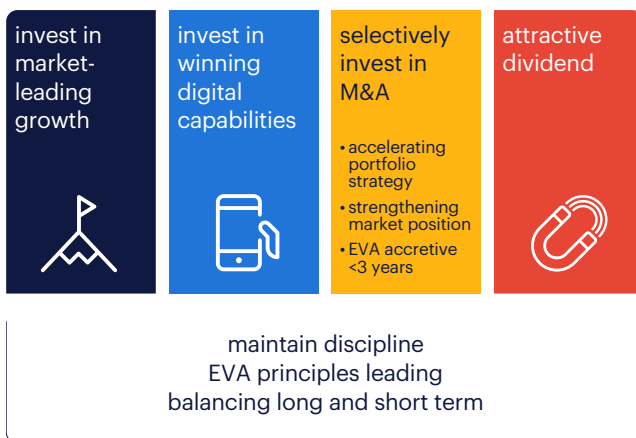 invest in
market-
leading
growth
invest in
winning
digital
capabilities
selectively
invest in
M&A
• accelerating
portfolio
strategy
• strengthening
market position
• EVA accretive
<3 years
attractive
dividend
maintain discipline
EVA principles leading
balancing long and short term